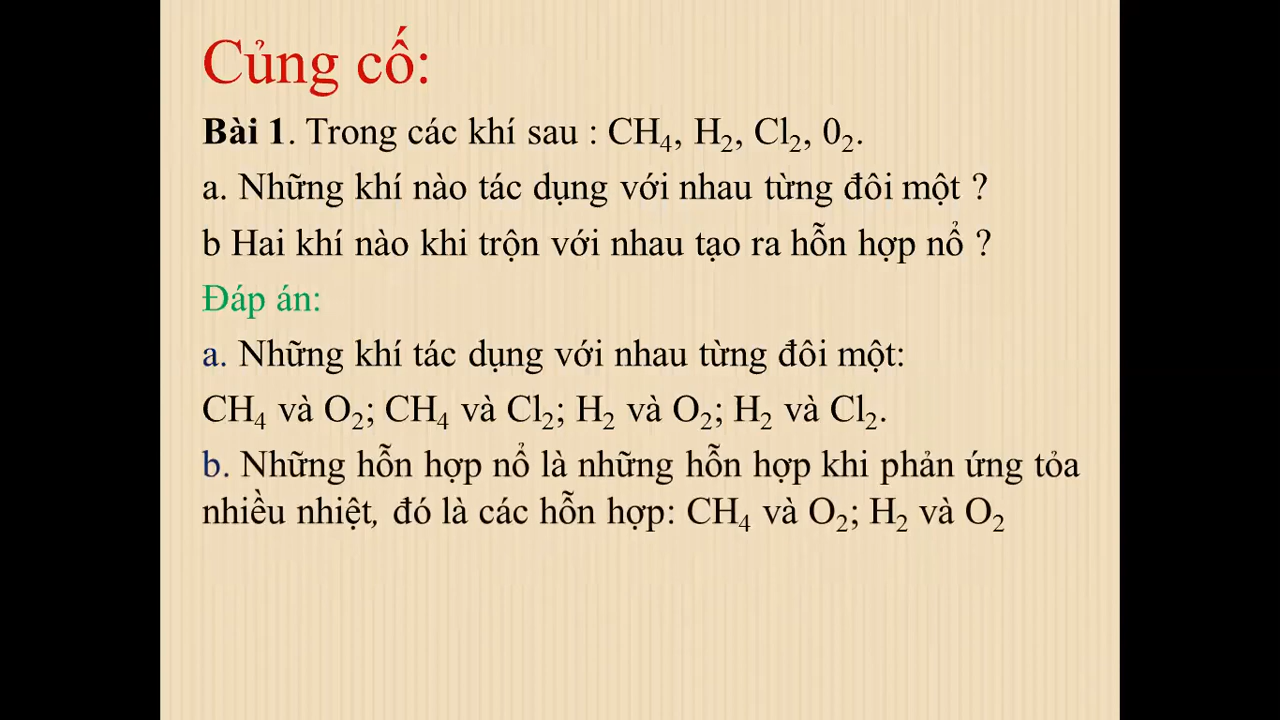 Củng cố:
Bài 1. Trong các khí sau : CH₄, H₂, Cl₂, 0₂.
a. Những khí nào tác dụng với nhau từng đôi một ?
b Hai khí nào khi trộn với nhau tạo ra hỗn hợp nổ ?
Đáp án:
a. Những khí tác dụng với nhau từng đôi một:
CH₄ và O₂; CH₄ và Cl₂; H₂ và O₂; H₂ và Cl₂.
b. Những hỗn hợp nổ là những hỗn hợp khi phản ứng tỏa
nhiều nhiệt, đó là các hỗn hợp: CH₄ và O₂; H₂ và O₂